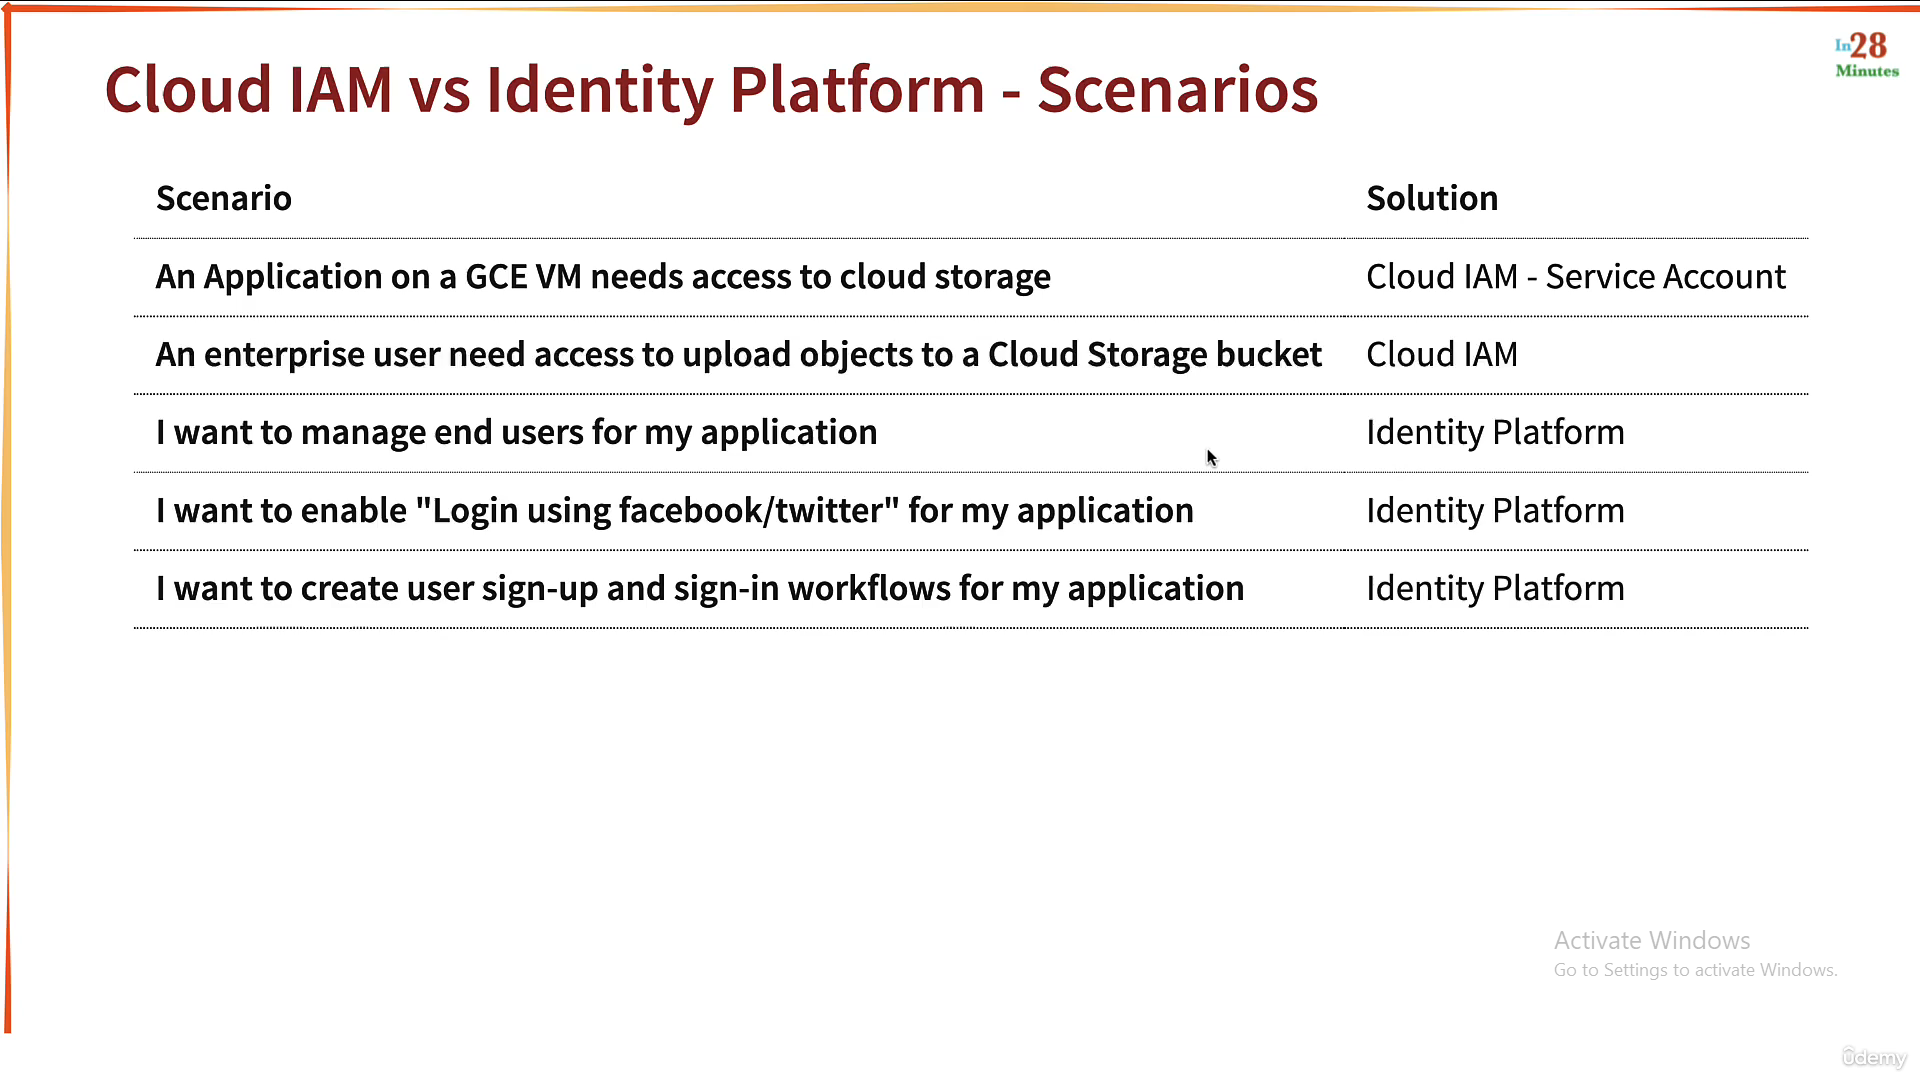 In28
Minutes
Cloud IAM vs Identity Platform - Scenarios
Scenario Solution
An Application on a GCE VM needs access to cloud storage Cloud IAM - Service Account
An enterprise user need access to upload objects to a Cloud Storage bucket Cloud IAM
I want to manage end users for my application Identity Platform
I want to enable "Login using facebook/twitter" for my application Identity Platform
I want to create user sign-up and sign-in workflows for my application Identity Platform
Activate Windows
Go to Settings to activate Windows.
ûdemy